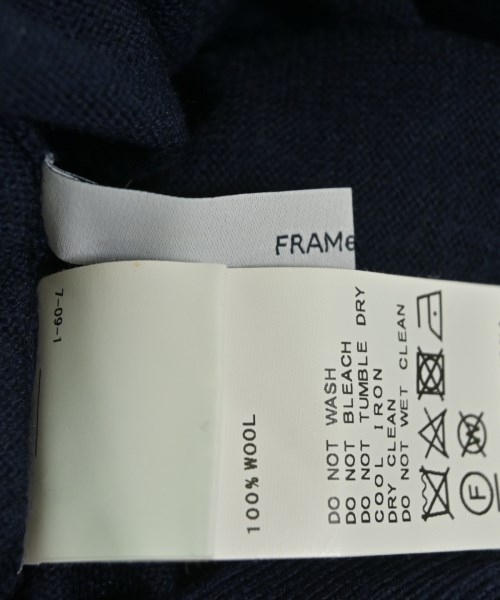 FRAMe
7-09-1
100% WOOL
DO NOT WASH
DO NOT BLEACH
DO NOT TUMBLE DRY
COOL IRON
DRY CLEAN
DO NOT WET CLEAN